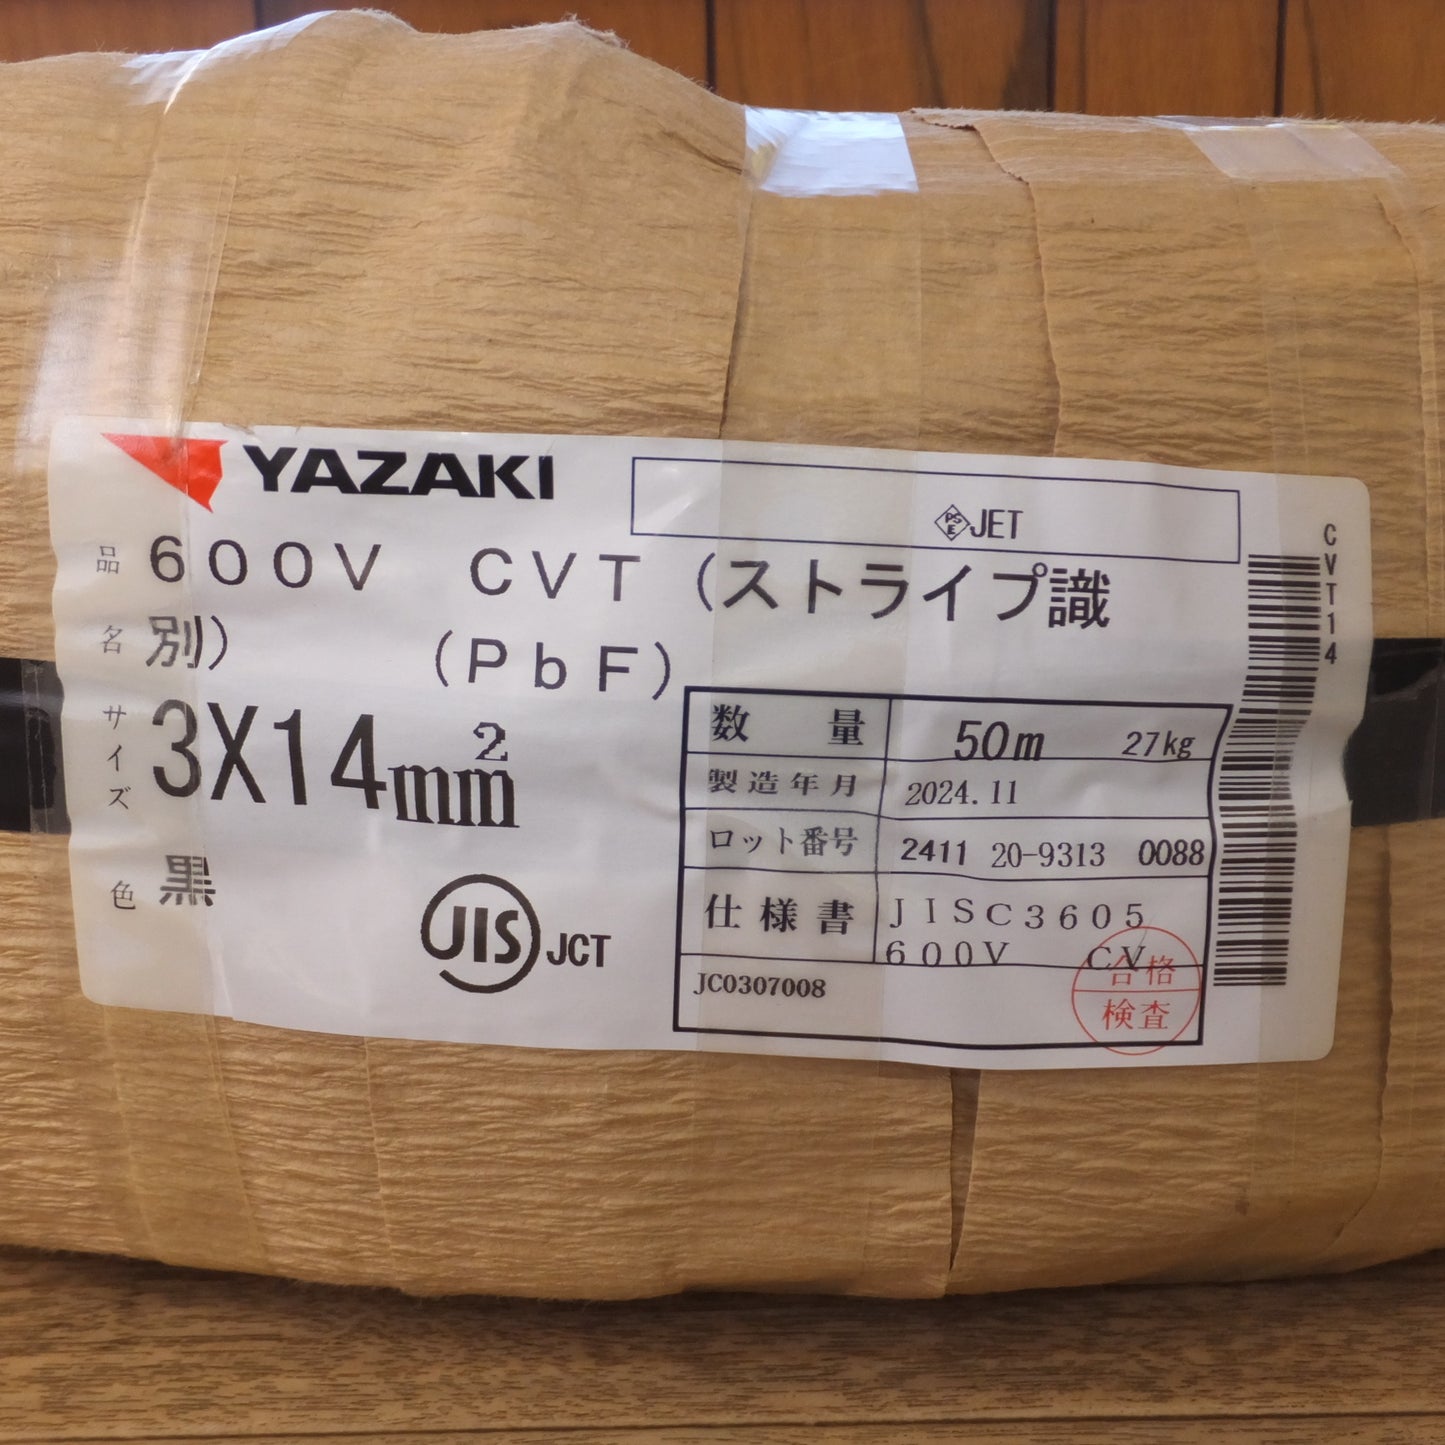 YAZAKI
PSE JET
品名 600V CVT (ストライプ識
別) (PbF)
サイズ 3X14mm²
色 黒
JIS JCT
数量 50m 27kg
製造年月 2024.11
ロット番号 2411 20-9313 0088
仕様書 JISC3605
600V CV
JC0307008
合格
検査
CVT14